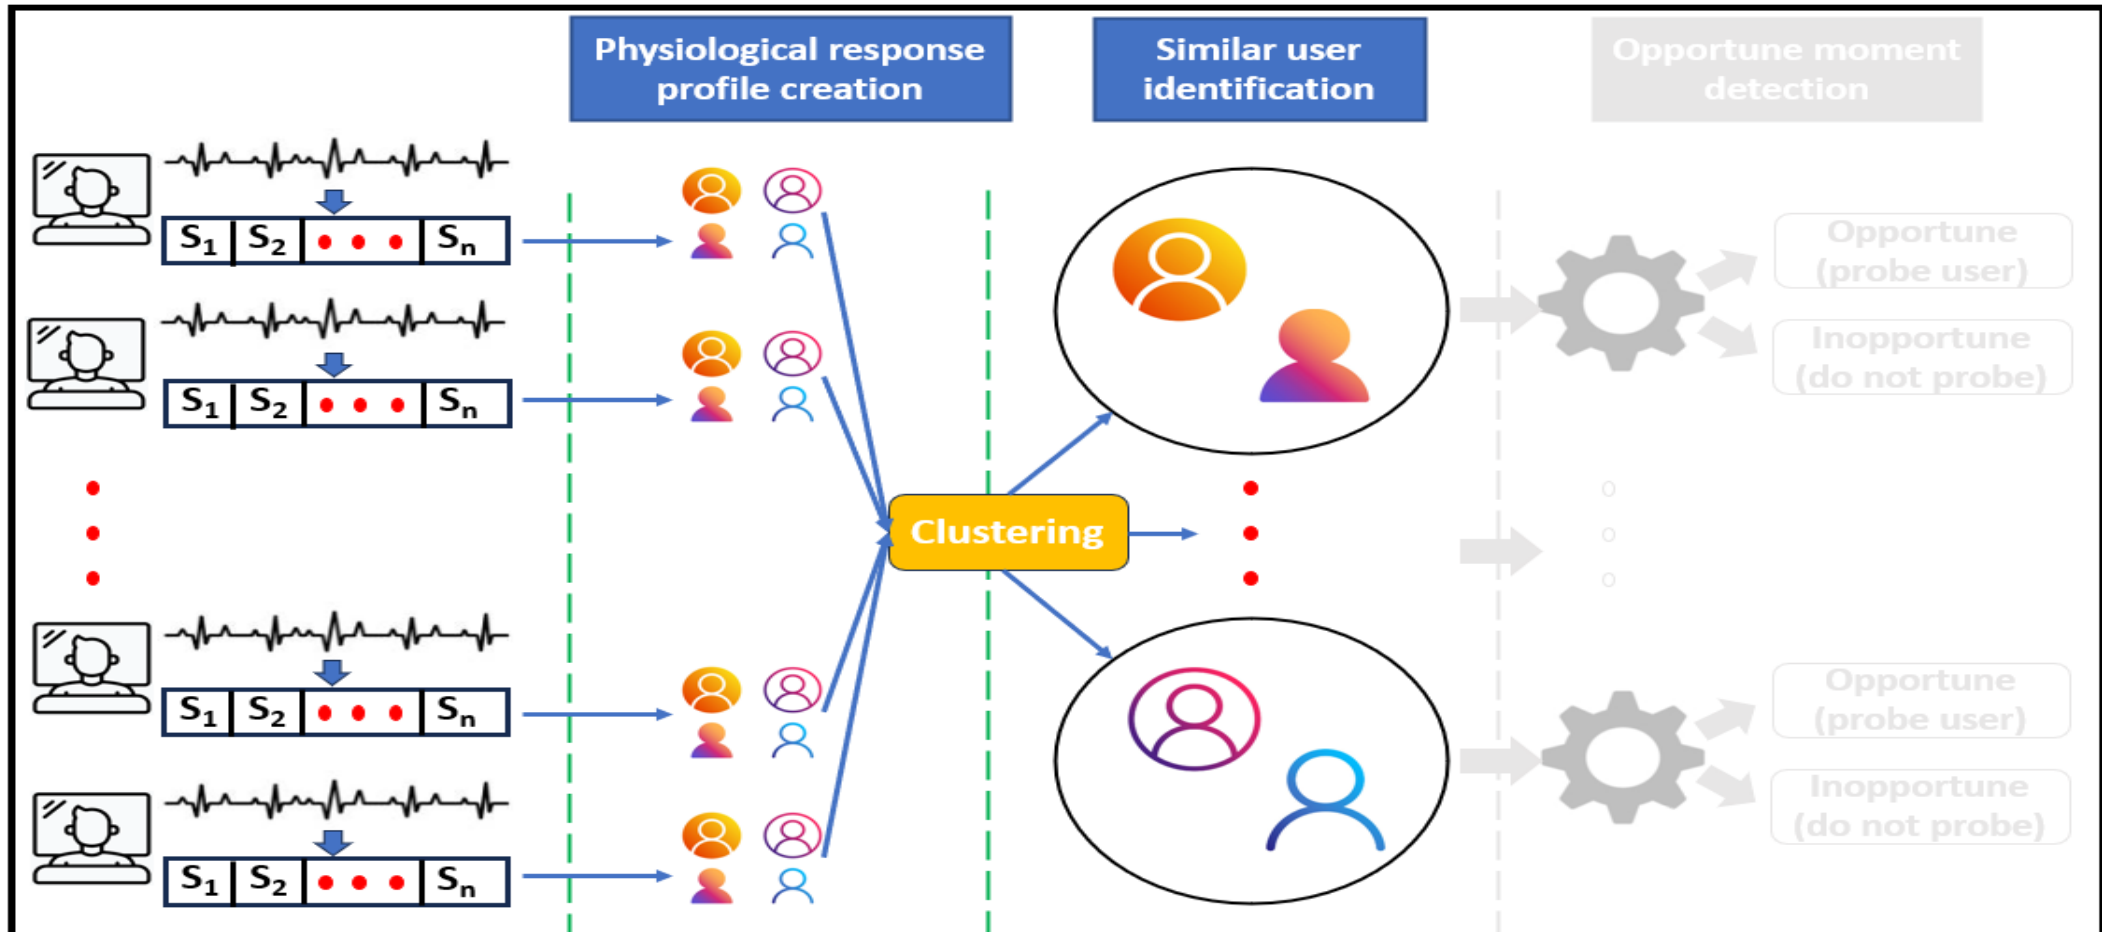 Physiological response
profile creation
Similar user
identification
Opportune moment
detection
S1 S2 Sn
S1 S2 Sn
S1 S2 Sn
S1 S2 Sn
Clustering
Opportune
(probe user)
Inopportune
(do not probe)
Opportune
(probe user)
Inopportune
(do not probe)